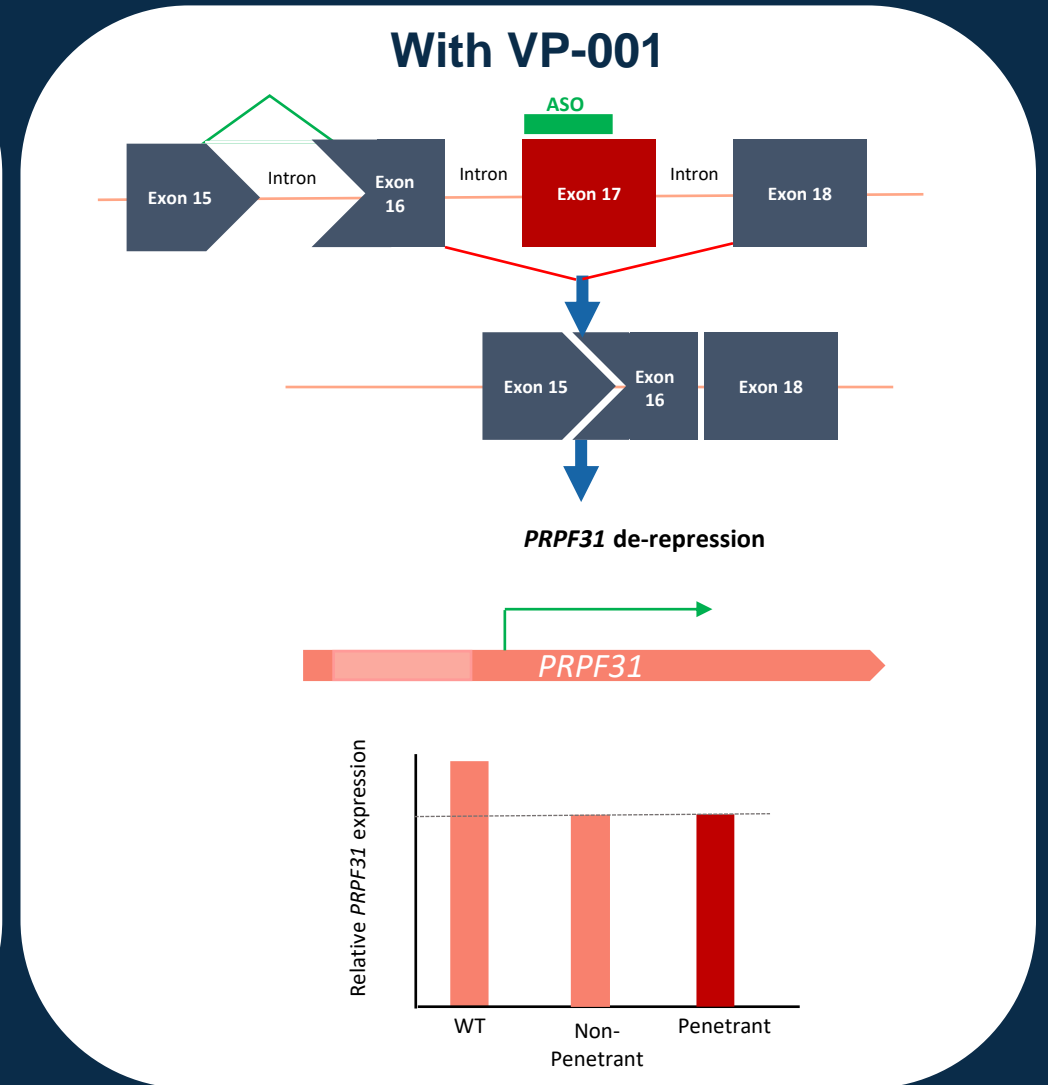 With VP-001
ASO
Exon 15
Intron
Exon
16
Intron
Exon 17
Intron
Exon 18
Exon 15
Exon
16
Exon 18
PRPF31 de-repression
PRPF31
Relative PRPF31 expression
WT
Non-
Penetrant
Penetrant